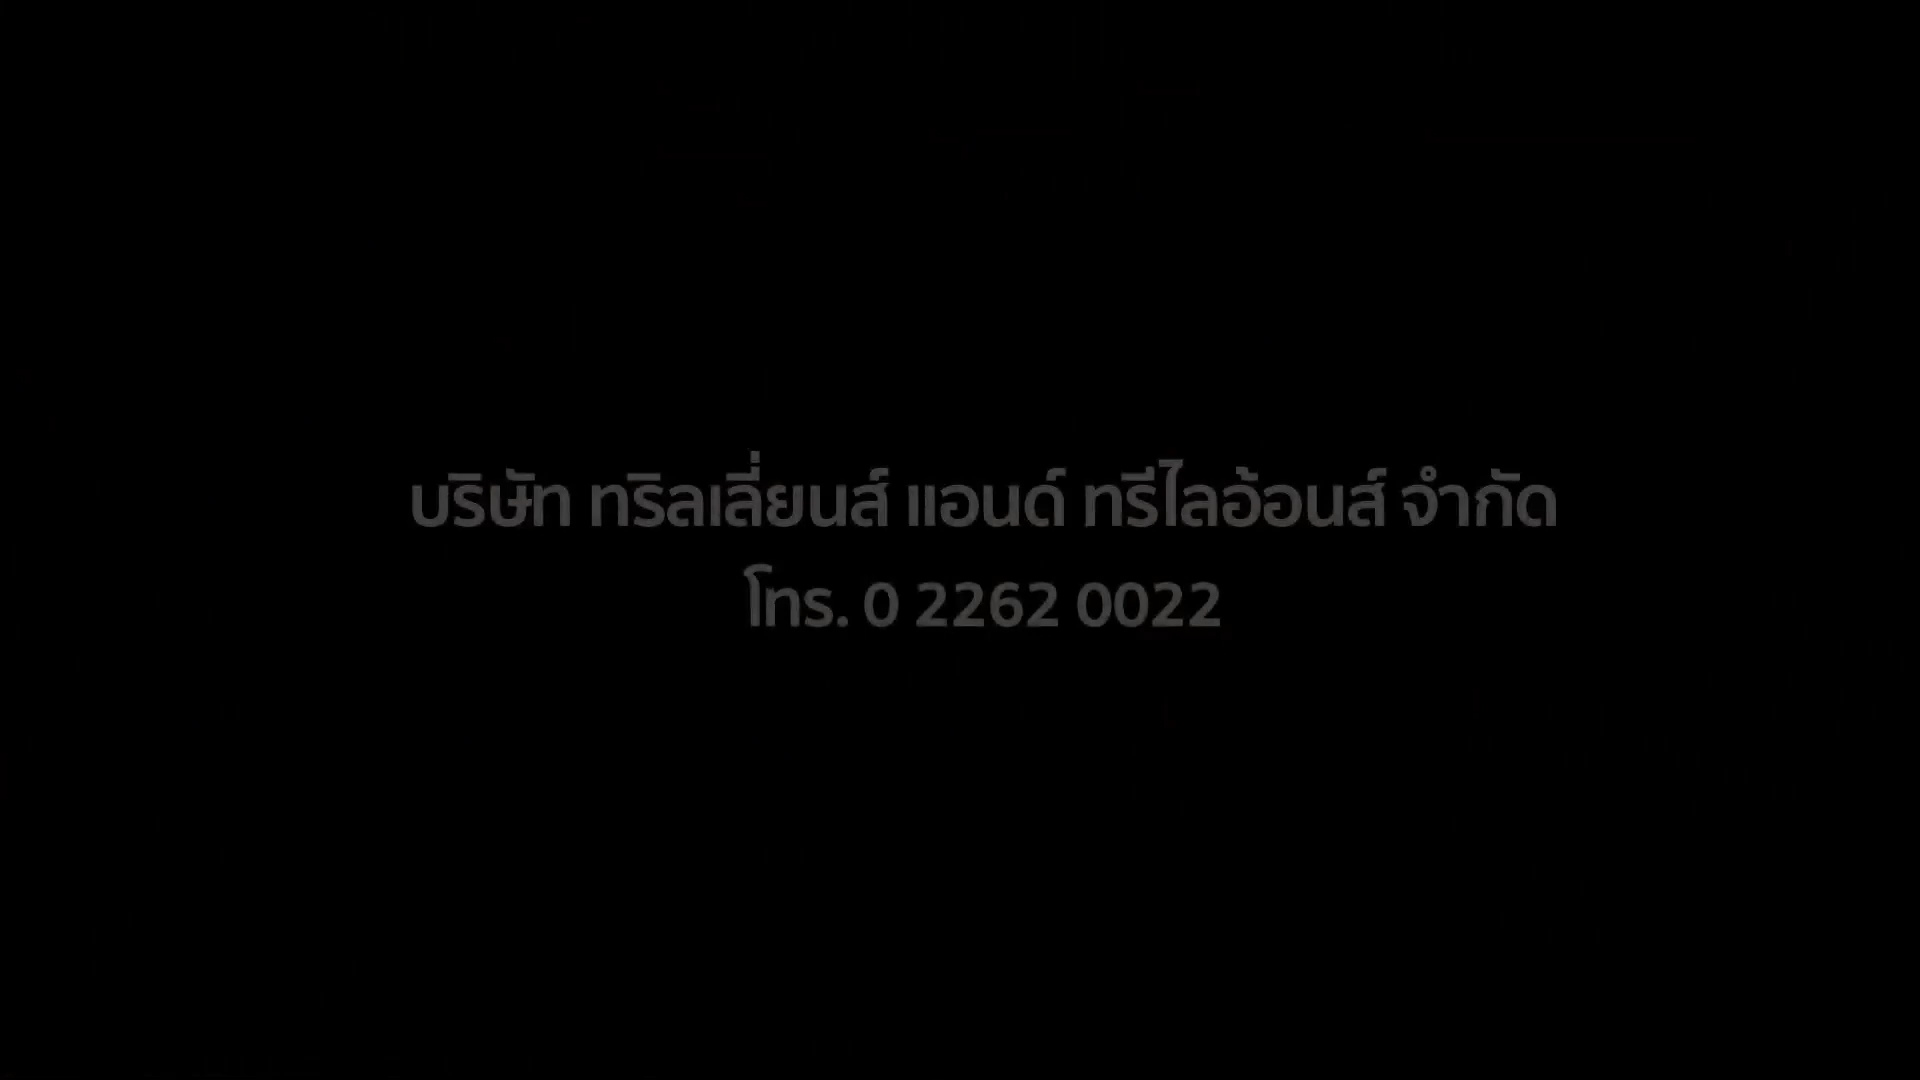 บริษัท ทริลเลี่ยนส์ แอนด์ ทรีไลอ้อนส์ จำกัด
โทร. 0 2262 0022